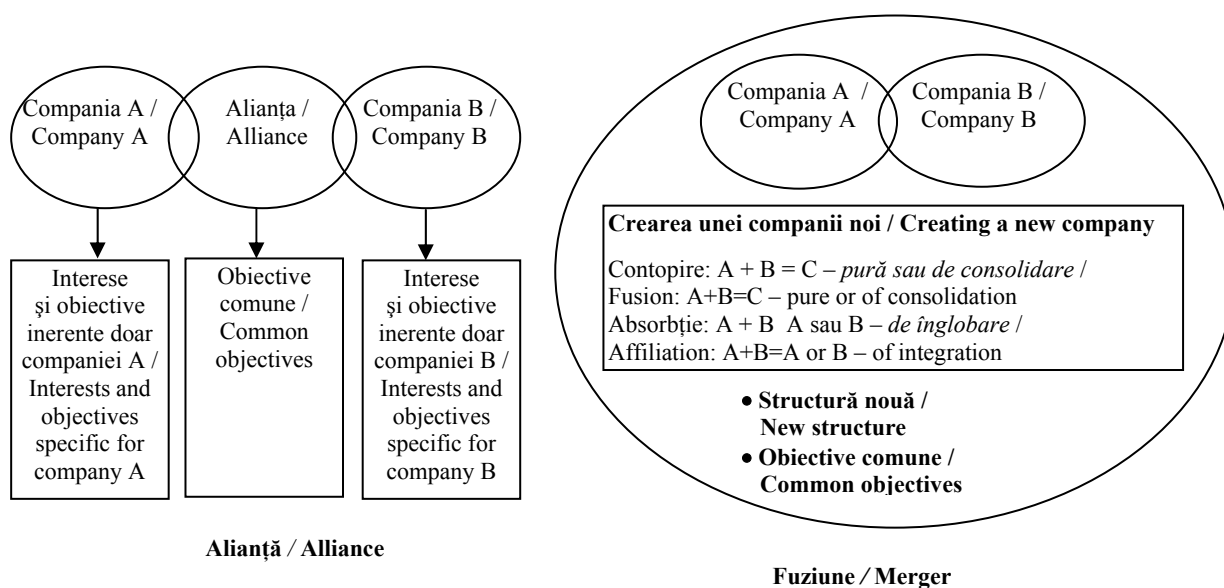 Compania A /
Company A
Alianța /
Alliance
Compania B /
Company B
Interese
şi obiective
inerente doar
companiei A /
Interests and
objectives
specific for
company A
Obiective
comune /
Common
objectives
Interese
şi obiective
inerente doar
companiei B /
Interests and
objectives
specific for
company B
Alianță / Alliance
Compania A /
Company A
Compania B /
Company B
Crearea unei companii noi / Creating a new company
Contopire: A + B = C – pură sau de consolidare /
Fusion: A+B=C – pure or of consolidation
Absorbție: A + B  A sau B – de înglobare /
Affiliation: A+B=A or B – of integration
• Structură nouă /
New structure
• Obiective comune /
Common objectives
Fuziune / Merger